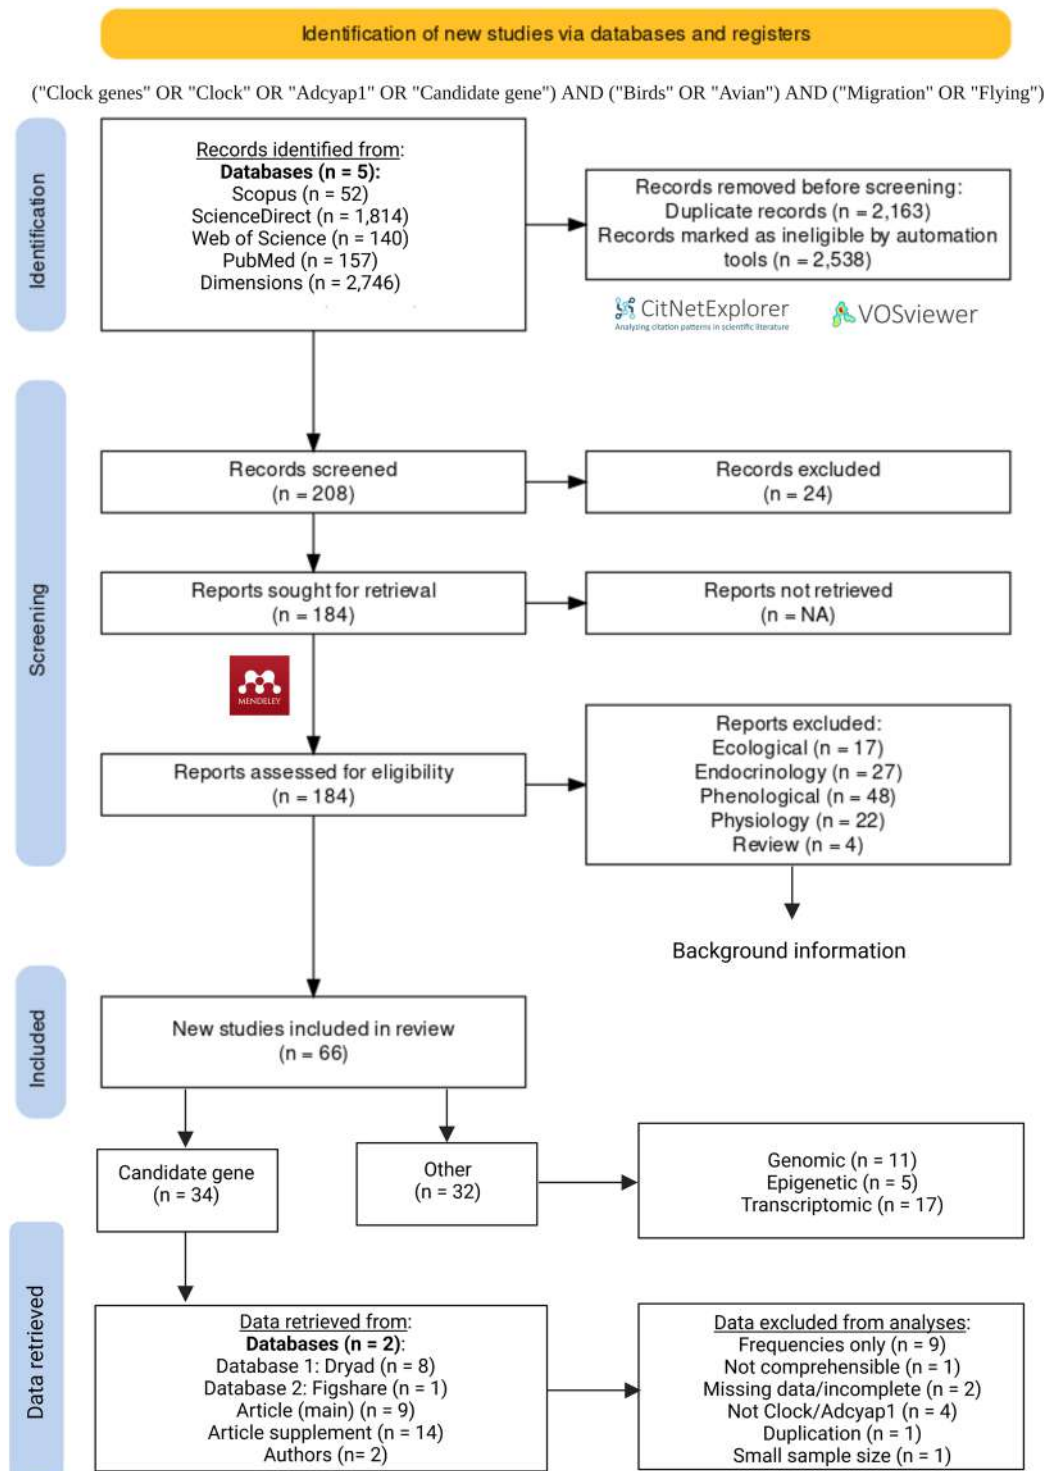 Identification of new studies via databases and registers
("Clock genes" OR "Clock" OR "Adcyap1" OR "Candidate gene") AND ("Birds" OR "Avian") AND ("Migration" OR "Flying")
Identification
Records identified from:
Databases (n = 5):
Scopus (n = 52)
ScienceDirect (n = 1,814)
Web of Science (n = 140)
PubMed (n = 157)
Dimensions (n = 2,746)
Records removed before screening:
Duplicate records (n = 2,163)
Records marked as ineligible by automation
tools (n = 2,538)
CitNetExplorer
Analyzing citation patterns in scientific literature
VOSviewer
Screening
Records screened
(n = 208)
Records excluded
(n = 24)
Reports sought for retrieval
(n = 184)
Reports not retrieved
(n = NA)
MENDELEY
Reports assessed for eligibility
(n = 184)
Reports excluded:
Ecological (n = 17)
Endocrinology (n = 27)
Phenological (n = 48)
Physiology (n = 22)
Review (n = 4)
Background information
Included
New studies included in review
(n = 66)
Candidate gene
(n = 34)
Other
(n = 32)
Genomic (n = 11)
Epigenetic (n = 5)
Transcriptomic (n = 17)
Data retrieved
Data retrieved from:
Databases (n = 2):
Database 1: Dryad (n = 8)
Database 2: Figshare (n = 1)
Article (main) (n = 9)
Article supplement (n = 14)
Authors (n= 2)
Data excluded from analyses:
Frequencies only (n = 9)
Not comprehensible (n = 1)
Missing data/incomplete (n = 2)
Not Clock/Adcyap1 (n = 4)
Duplication (n = 1)
Small sample size (n = 1)